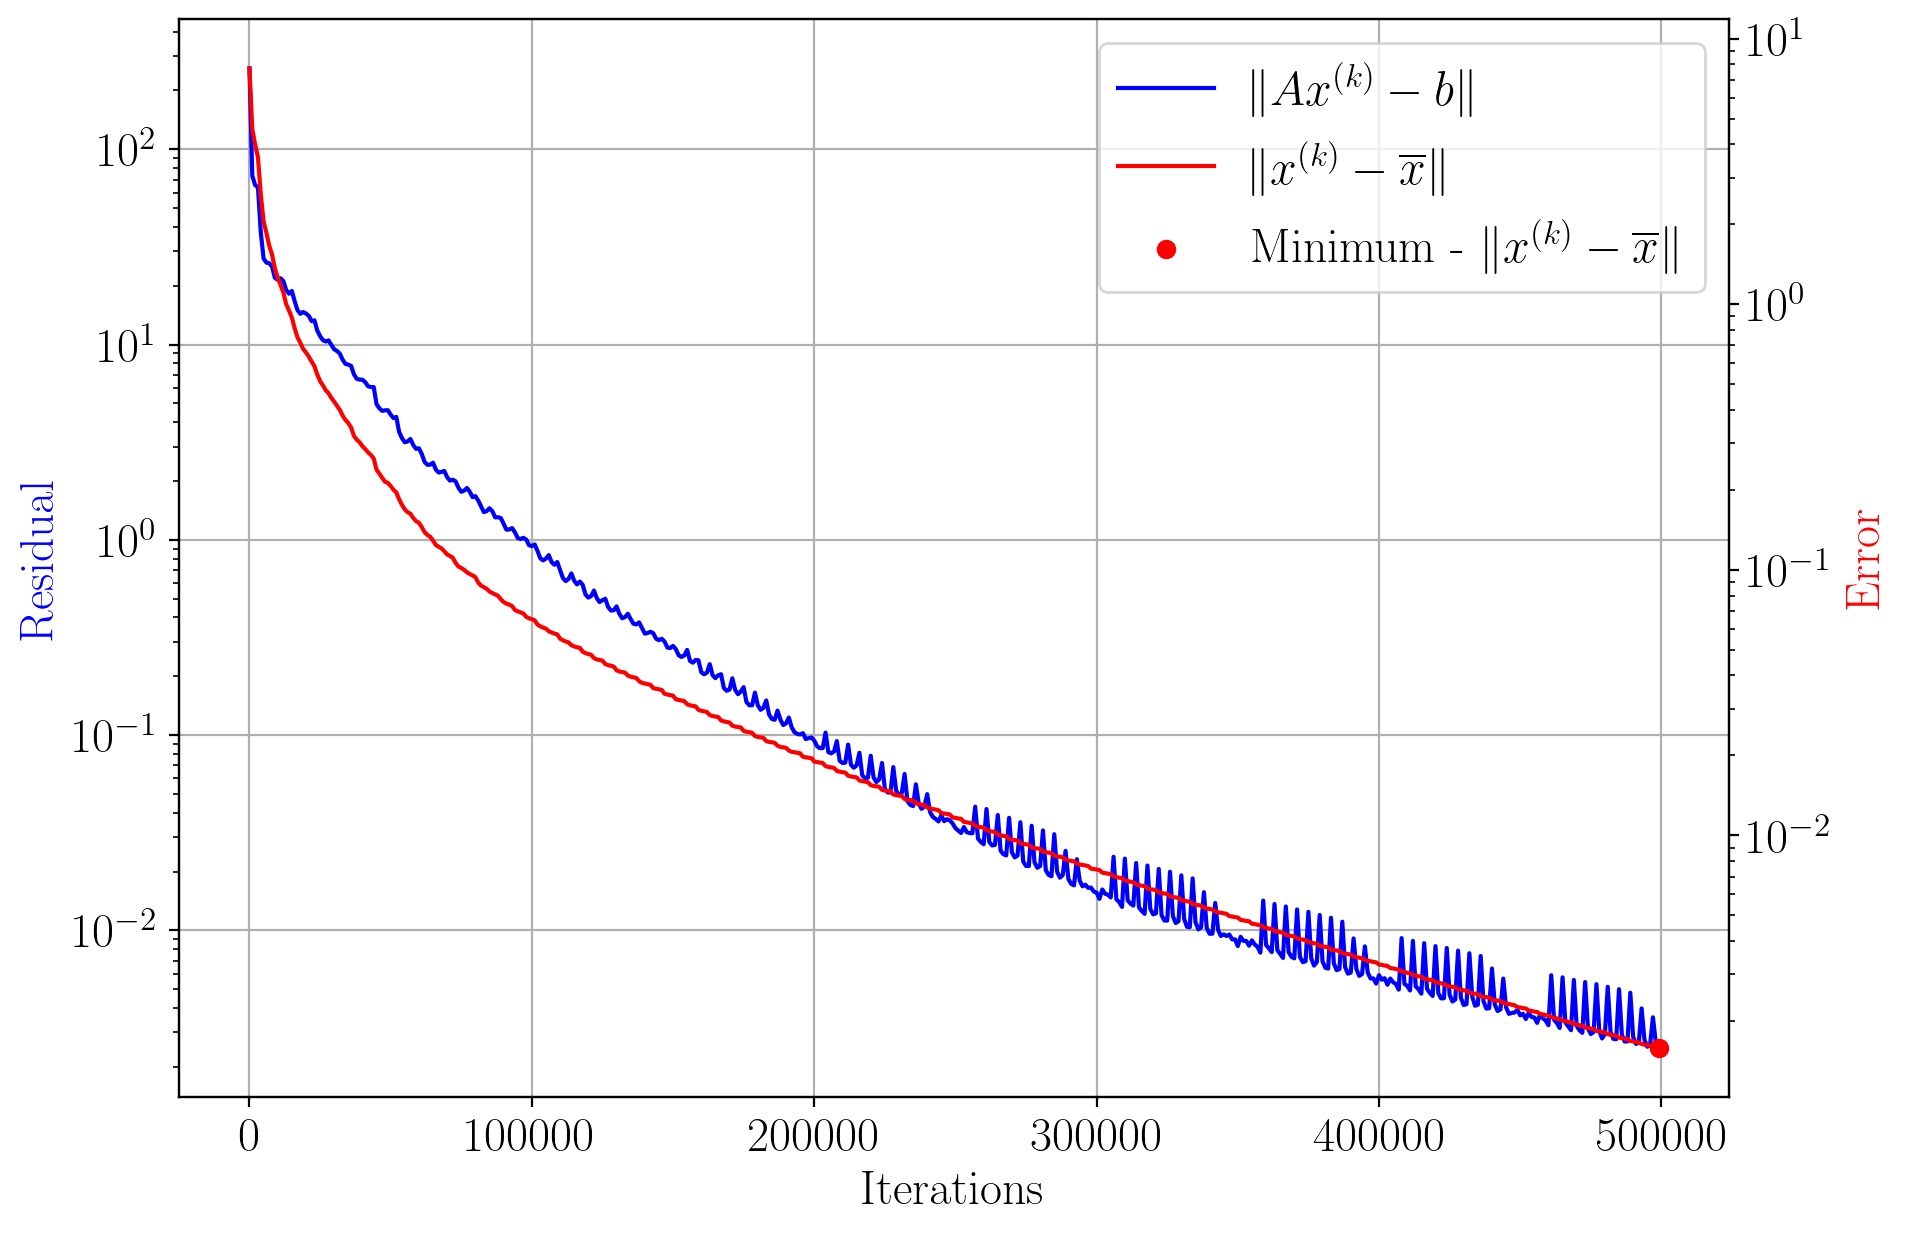 ‖Ax^{(k)} − b‖
‖x^{(k)} − x̅‖
Minimum - ‖x^{(k)} − x̅‖
Residual
10^{2}
10^{1}
10^{0}
10^{−1}
10^{−2}
Error
10^{1}
10^{0}
10^{−1}
10^{−2}
0 100000 200000 300000 400000 500000
Iterations